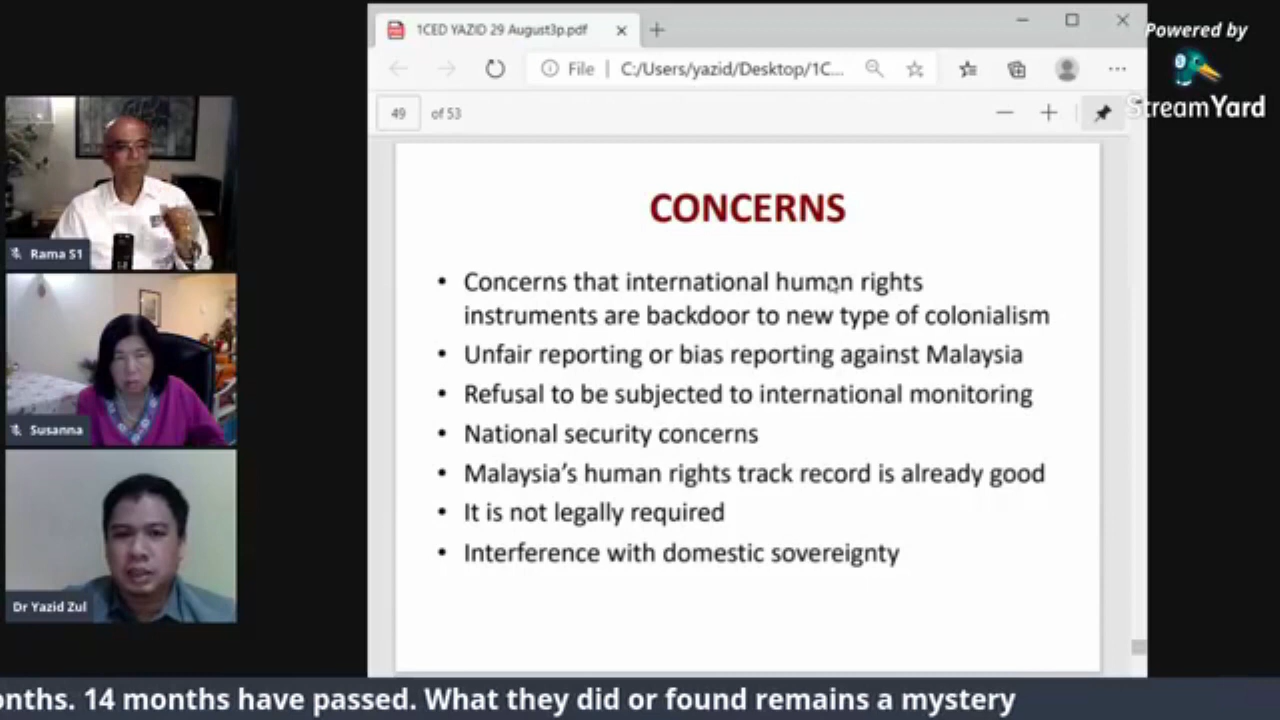 1CED YAZID 29 August3p.pdf
Powered by
File
C:/Users/yazid/Desktop/1C...
StreamYard
49 of 53
CONCERNS
• Concerns that international human rights
instruments are backdoor to new type of colonialism
• Unfair reporting or bias reporting against Malaysia
• Refusal to be subjected to international monitoring
• National security concerns
• Malaysia's human rights track record is already good
• It is not legally required
• Interference with domestic sovereignty
Rama S1
Susanna
Dr Yazid Zul
onths. 14 months have passed. What they did or found remains a mystery